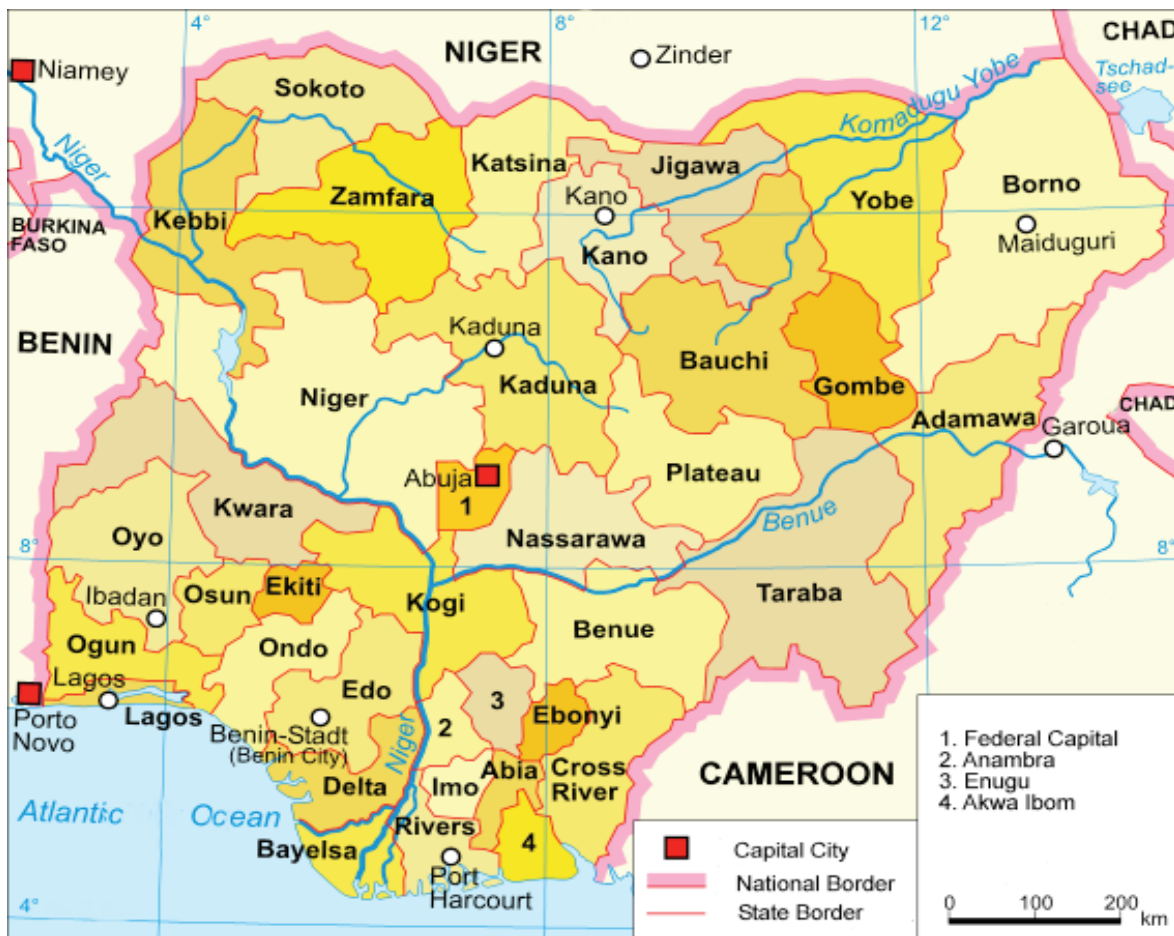 4°
8°
12°
CHAD
NIGER
Zinder
Niamey
Tschad-
see
Sokoto
Komadugu Yobe
Niger
Katsina
Jigawa
Zamfara
Kano
Yobe
Borno
Kebbi
BURKINA
FASO
Maiduguri
Kano
BENIN
Kaduna
Bauchi
Kaduna
Gombe
Niger
CHAD
Adamawa
Garoua
Abuja
Plateau
1
Kwara
Benue
Oyo
Nassarawa
8°
8°
Ibadan
Osun
Ekiti
Kogi
Taraba
Benue
Ogun
Ondo
Lagos
Edo
3
Porto
Novo
Lagos
Ebonyi
2
Niger
Benin-Stadt
(Benin City)
Abia
Cross
River
CAMEROON
Delta
Imo
Atlantic Ocean
Rivers
Bayelsa
4
Port
Harcourt
4°
1. Federal Capital
2. Anambra
3. Enugu
4. Akwa Ibom
Capital City
National Border
State Border
0 100 200
km